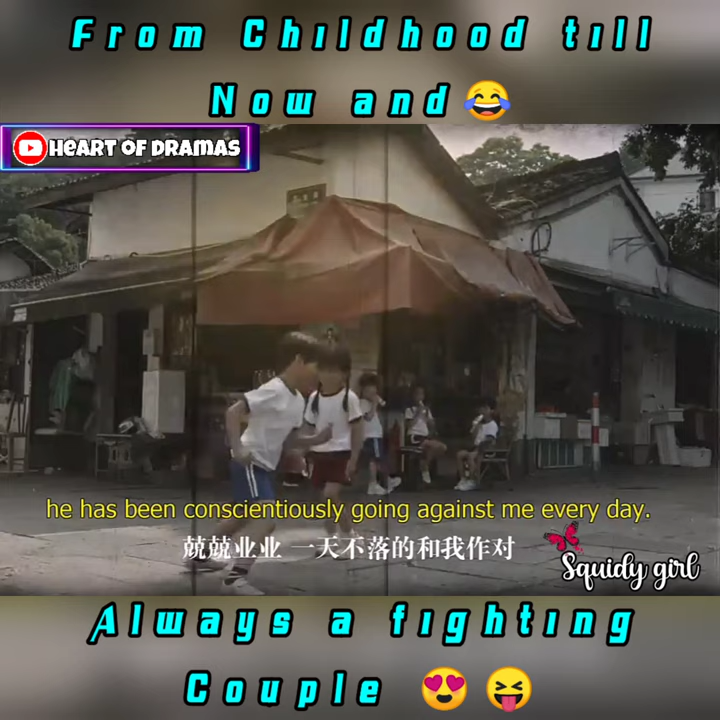 From Childhood till
Now and😂
HEART OF DRAMAS
he has been conscientiously going against me every day.
兢兢业业 一天不落的和我作对
Squidy girl
Always a fighting
Couple 😍 😝